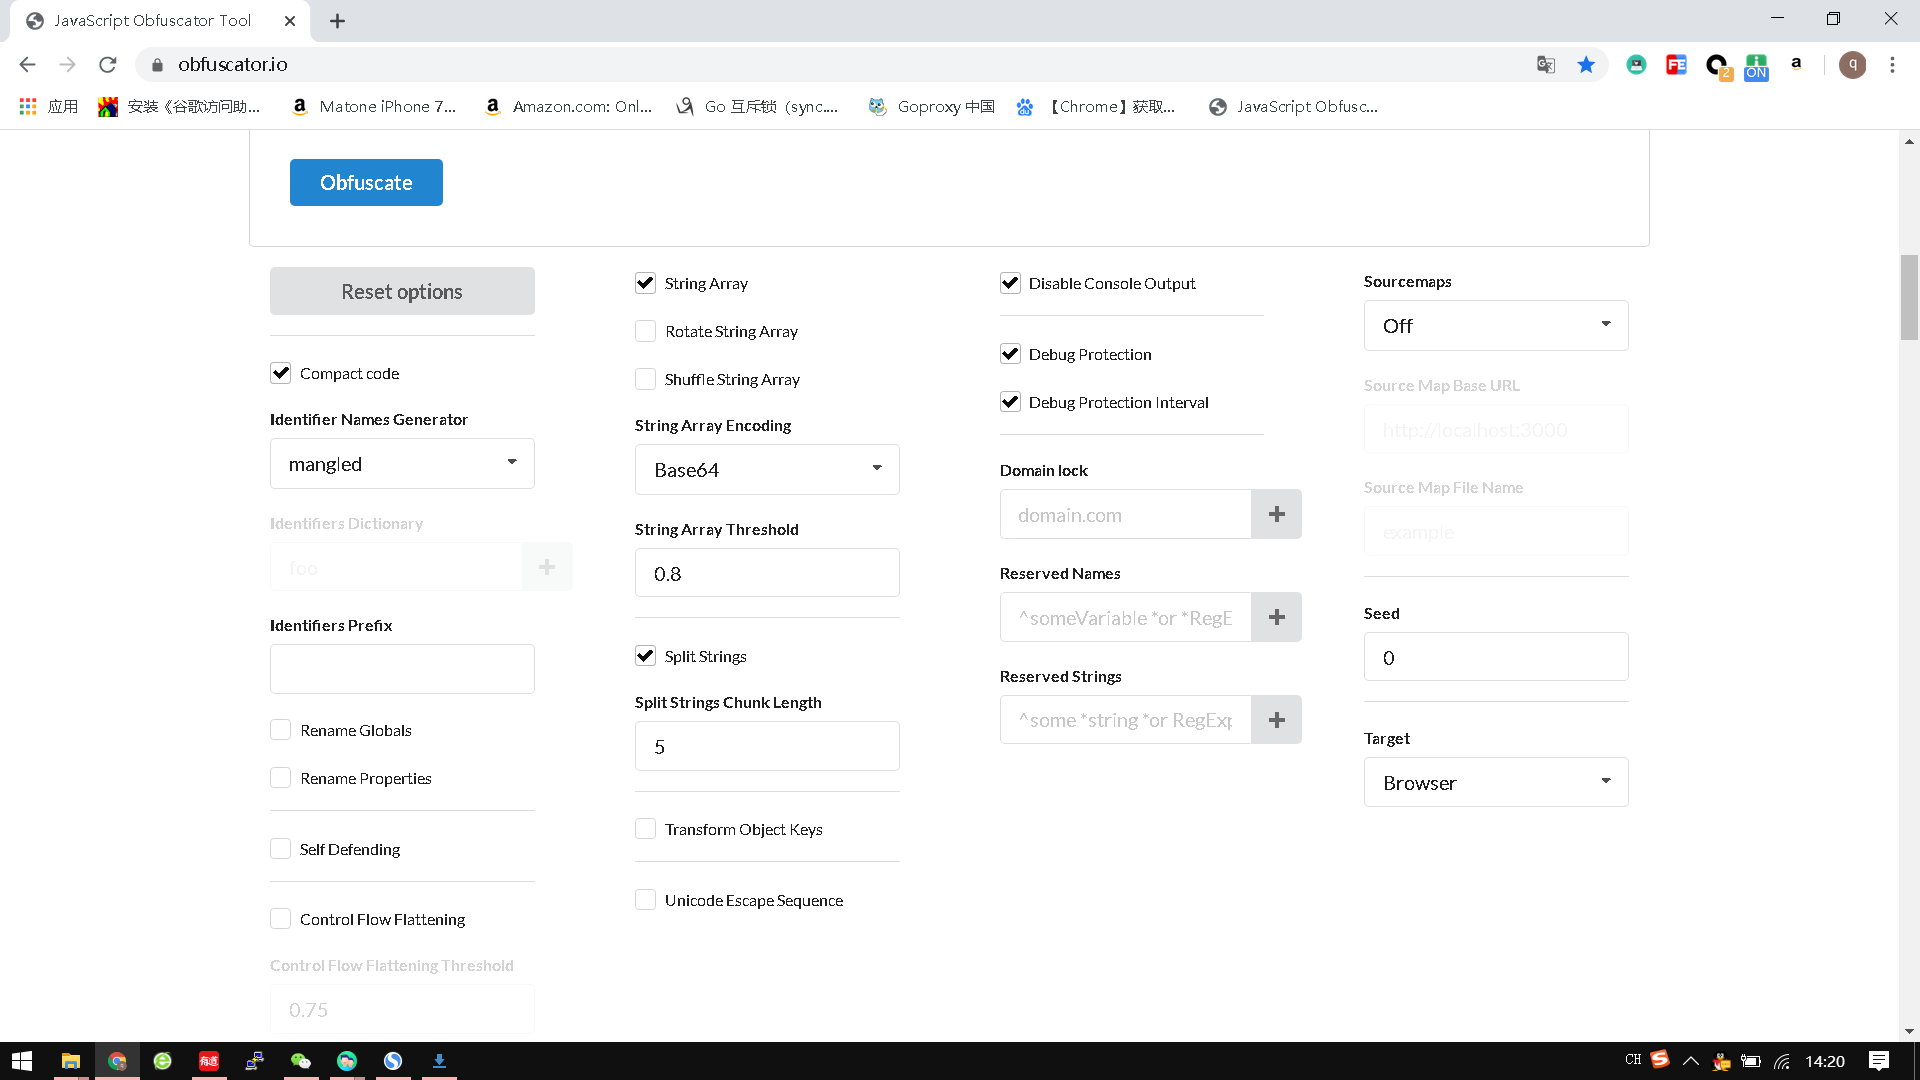 JavaScript Obfuscator Tool
obfuscator.io
2
ON
FE
a
q
应用
安装《谷歌访问助...
Matone iPhone 7...
Amazon.com: Onl...
Go 互斥锁（sync....
Goproxy 中国
【Chrome】获取...
JavaScript Obfusc...
Obfuscate
Reset options
Compact code
Identifier Names Generator
mangled
Identifiers Dictionary
foo
Identifiers Prefix
Rename Globals
Rename Properties
Self Defending
Control Flow Flattening
Control Flow Flattening Threshold
0.75
String Array
Rotate String Array
Shuffle String Array
String Array Encoding
Base64
String Array Threshold
0.8
Split Strings
Split Strings Chunk Length
5
Transform Object Keys
Unicode Escape Sequence
Disable Console Output
Debug Protection
Debug Protection Interval
Domain lock
domain.com
Reserved Names
^someVariable *or *RegE
Reserved Strings
^some *string *or RegExp
Sourcemaps
Off
Source Map Base URL
http://localhost:3000
Source Map File Name
example
Seed
0
Target
Browser
有道
CH
14:20